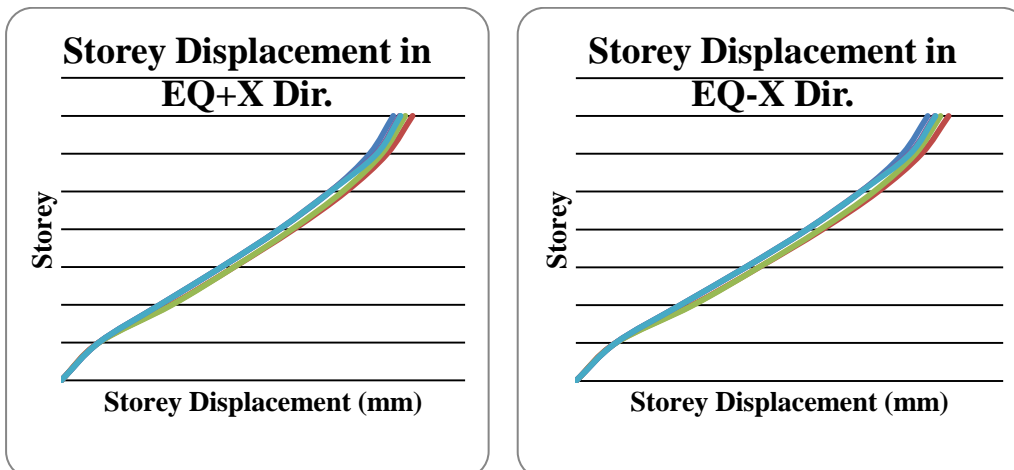 Storey Displacement in
EQ+X Dir.
Storey
Storey Displacement (mm)
Storey Displacement in
EQ-X Dir.
Storey
Storey Displacement (mm)